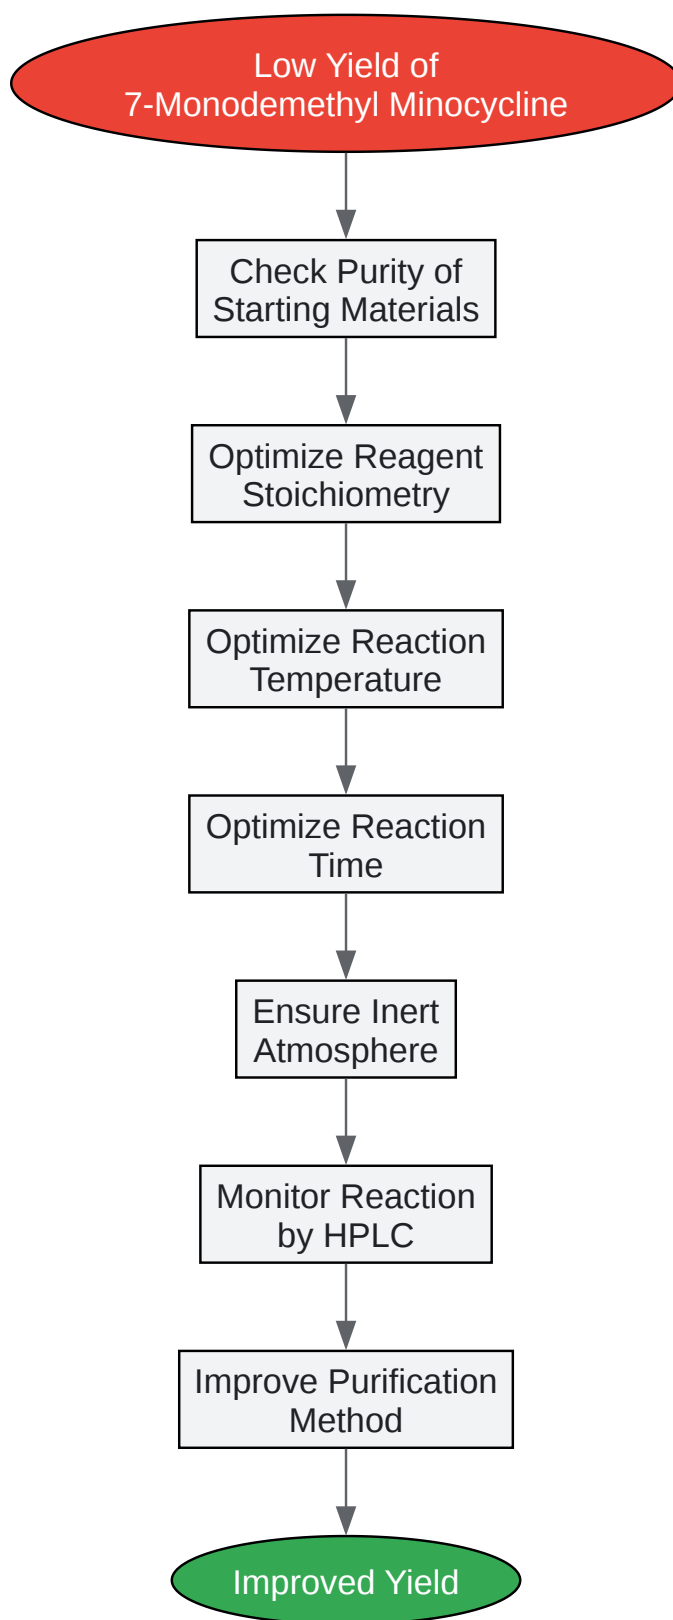 Low Yield of
7-Monodemethyl Minocycline
Check Purity of
Starting Materials
Optimize Reagent
Stoichiometry
Optimize Reaction
Temperature
Optimize Reaction
Time
Ensure Inert
Atmosphere
Monitor Reaction
by HPLC
Improve Purification
Method
Improved Yield